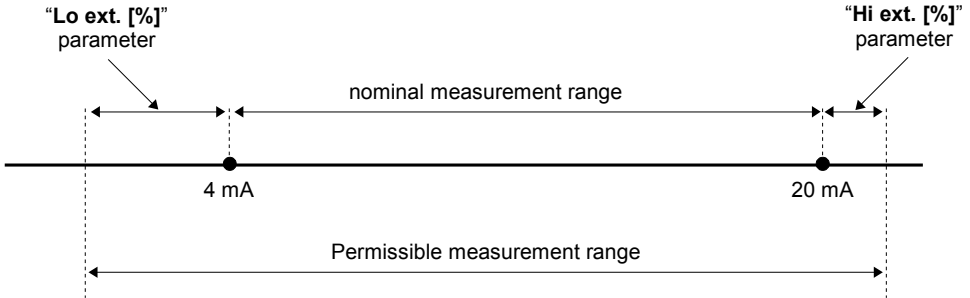 “Lo ext. [%]”
parameter
“Hi ext. [%]”
parameter
nominal measurement range
4 mA
20 mA
Permissible measurement range